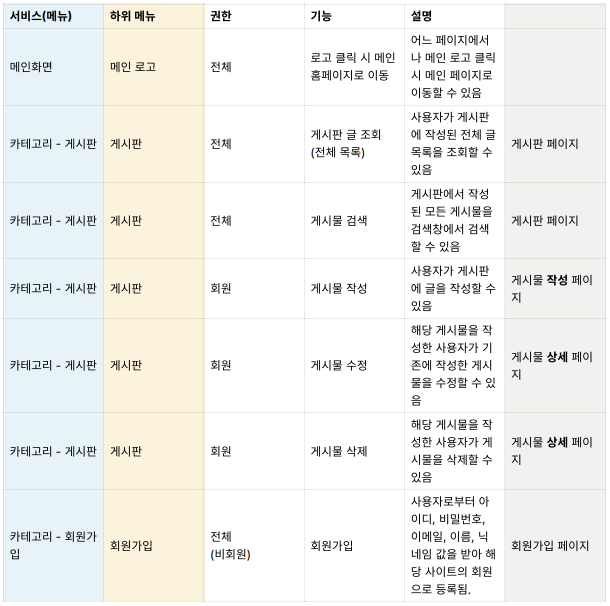 서비스(메뉴) 하위 메뉴 권한 기능 설명
메인화면 메인 로고 전체
로고 클릭 시 메인
홈페이지로 이동
어느 페이지에서
나 메인 로고 클릭
시 메인 페이지로
이동할 수 있음
카테고리 - 게시판 게시판 전체
게시판 글 조회
(전체 목록)
사용자가 게시판
에 작성된 전체 글
목록을 조회할 수
있음
게시판 페이지
카테고리 - 게시판 게시판 전체 게시물 검색
게시판에서 작성
된 모든 게시물을
검색창에서 검색
할 수 있음
게시판 페이지
카테고리 - 게시판 게시판 회원 게시물 작성
사용자가 게시판
에 글을 작성할 수
있음
게시물 작성 페이
지
카테고리 - 게시판 게시판 회원 게시물 수정
해당 게시물을 작
성한 사용자가 기
존에 작성한 게시
물을 수정할 수 있
음
게시물 상세 페이
지
카테고리 - 게시판 게시판 회원 게시물 삭제
해당 게시물을 작
성한 사용자가 게
시물을 삭제할 수
있음
게시물 상세 페이
지
카테고리 - 회원가
입
회원가입
전체
(비회원)
회원가입
사용자로부터 아
이디, 비밀번호,
이메일, 이름, 닉
네임 값을 받아 해
당 사이트의 회원
으로 등록됨.
회원가입 페이지